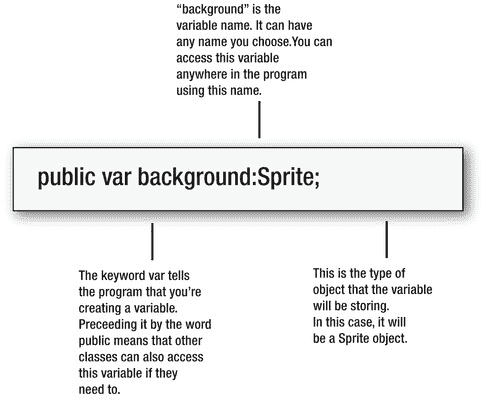 “background” is the
variable name. It can have
any name you choose.You can
access this variable
anywhere in the program
using this name.
public var background:Sprite;
The keyword var tells
the program that you’re
creating a variable.
Preceeding it by the word
public means that other
classes can also access
this variable if they
need to.
This is the type of
object that the variable
will be storing.
In this case, it will
be a Sprite object.